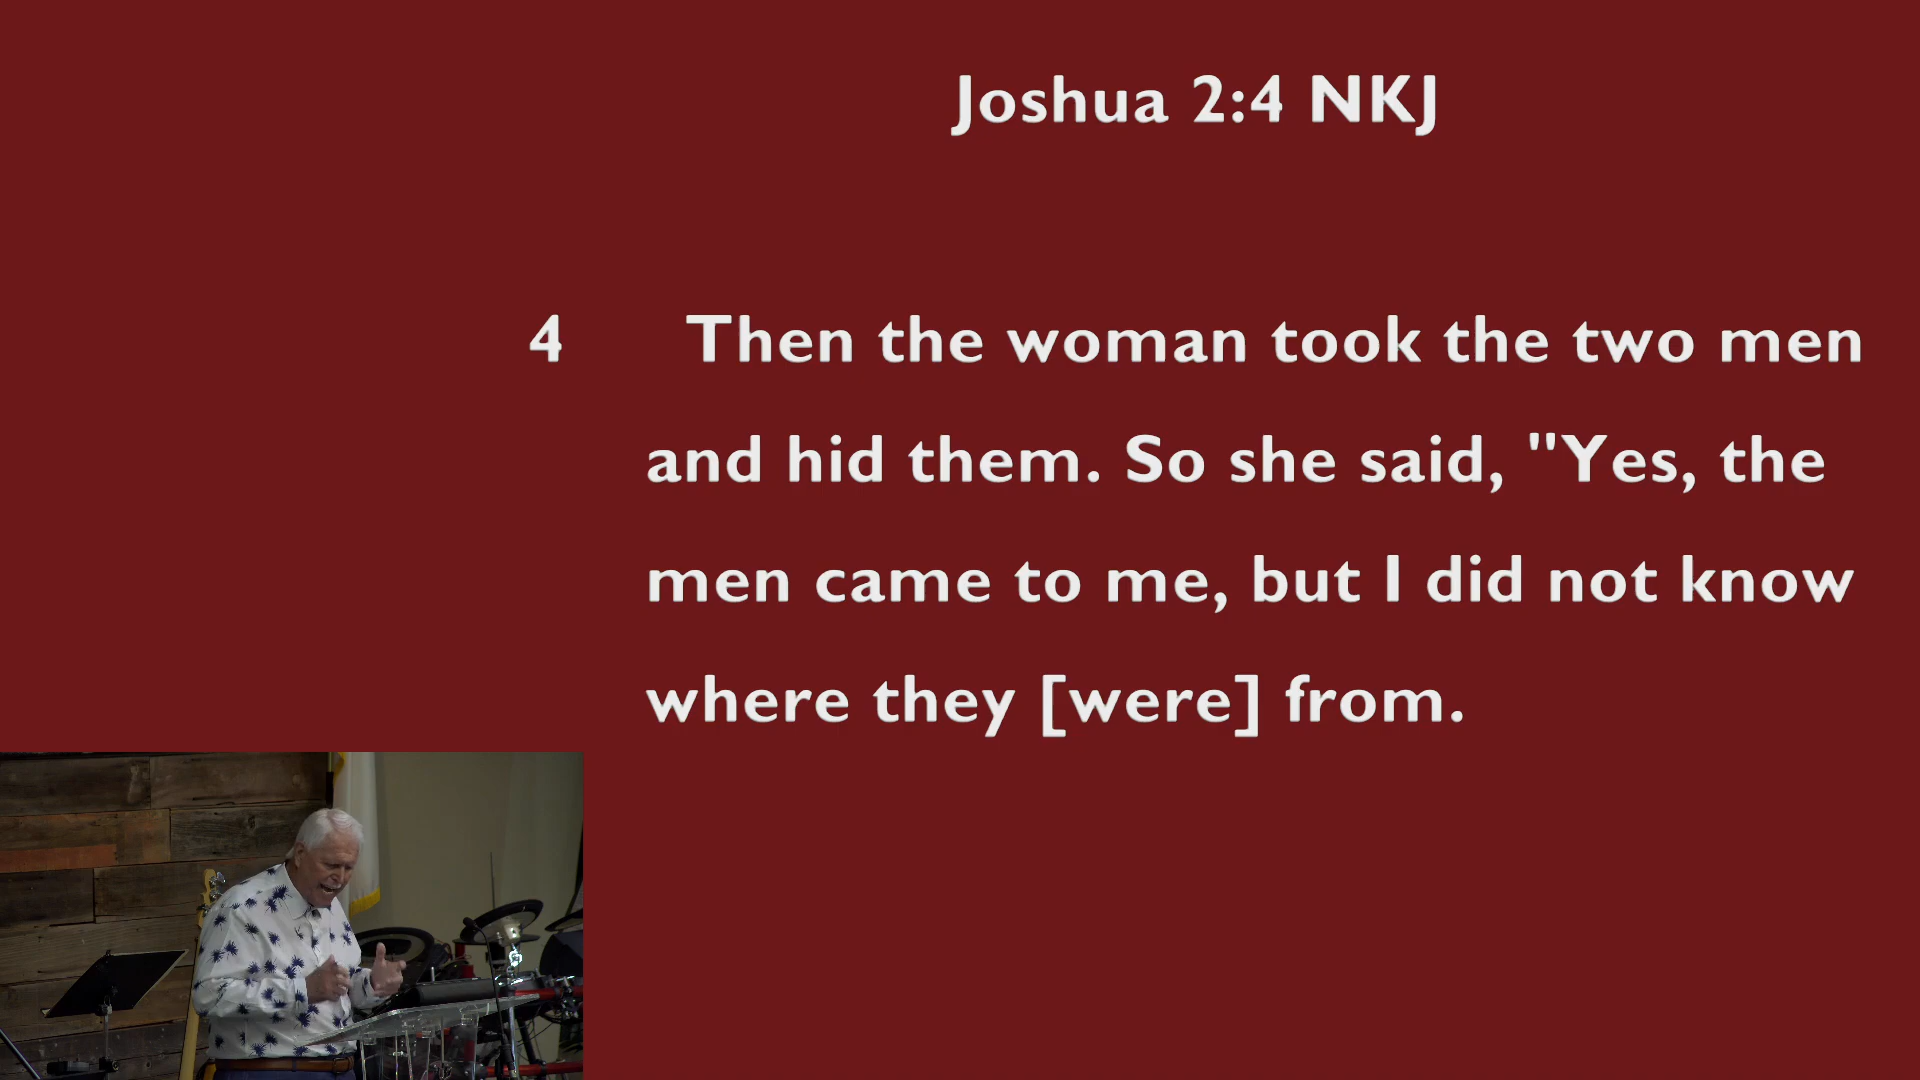 Joshua 2:4 NKJ
4 Then the woman took the two men
and hid them. So she said, "Yes, the
men came to me, but I did not know
where they [were] from.